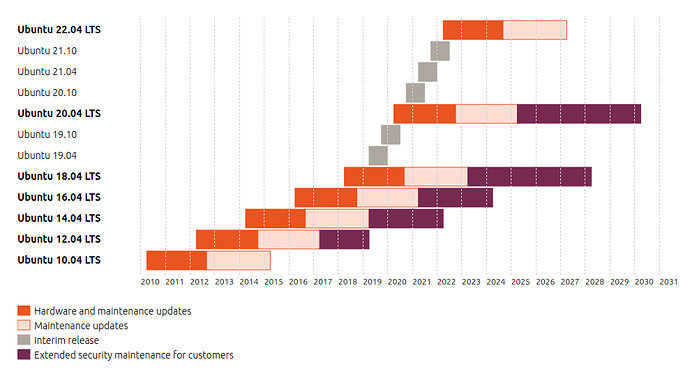 Ubuntu 22.04 LTS
Ubuntu 21.10
Ubuntu 21.04
Ubuntu 20.10
Ubuntu 20.04 LTS
Ubuntu 19.10
Ubuntu 19.04
Ubuntu 18.04 LTS
Ubuntu 16.04 LTS
Ubuntu 14.04 LTS
Ubuntu 12.04 LTS
Ubuntu 10.04 LTS
2010 2011 2012 2013 2014 2015 2016 2017 2018 2019 2020 2021 2022 2023 2024 2025 2026 2027 2028 2029 2030 2031
Hardware and maintenance updates
Maintenance updates
Interim release
Extended security maintenance for customers